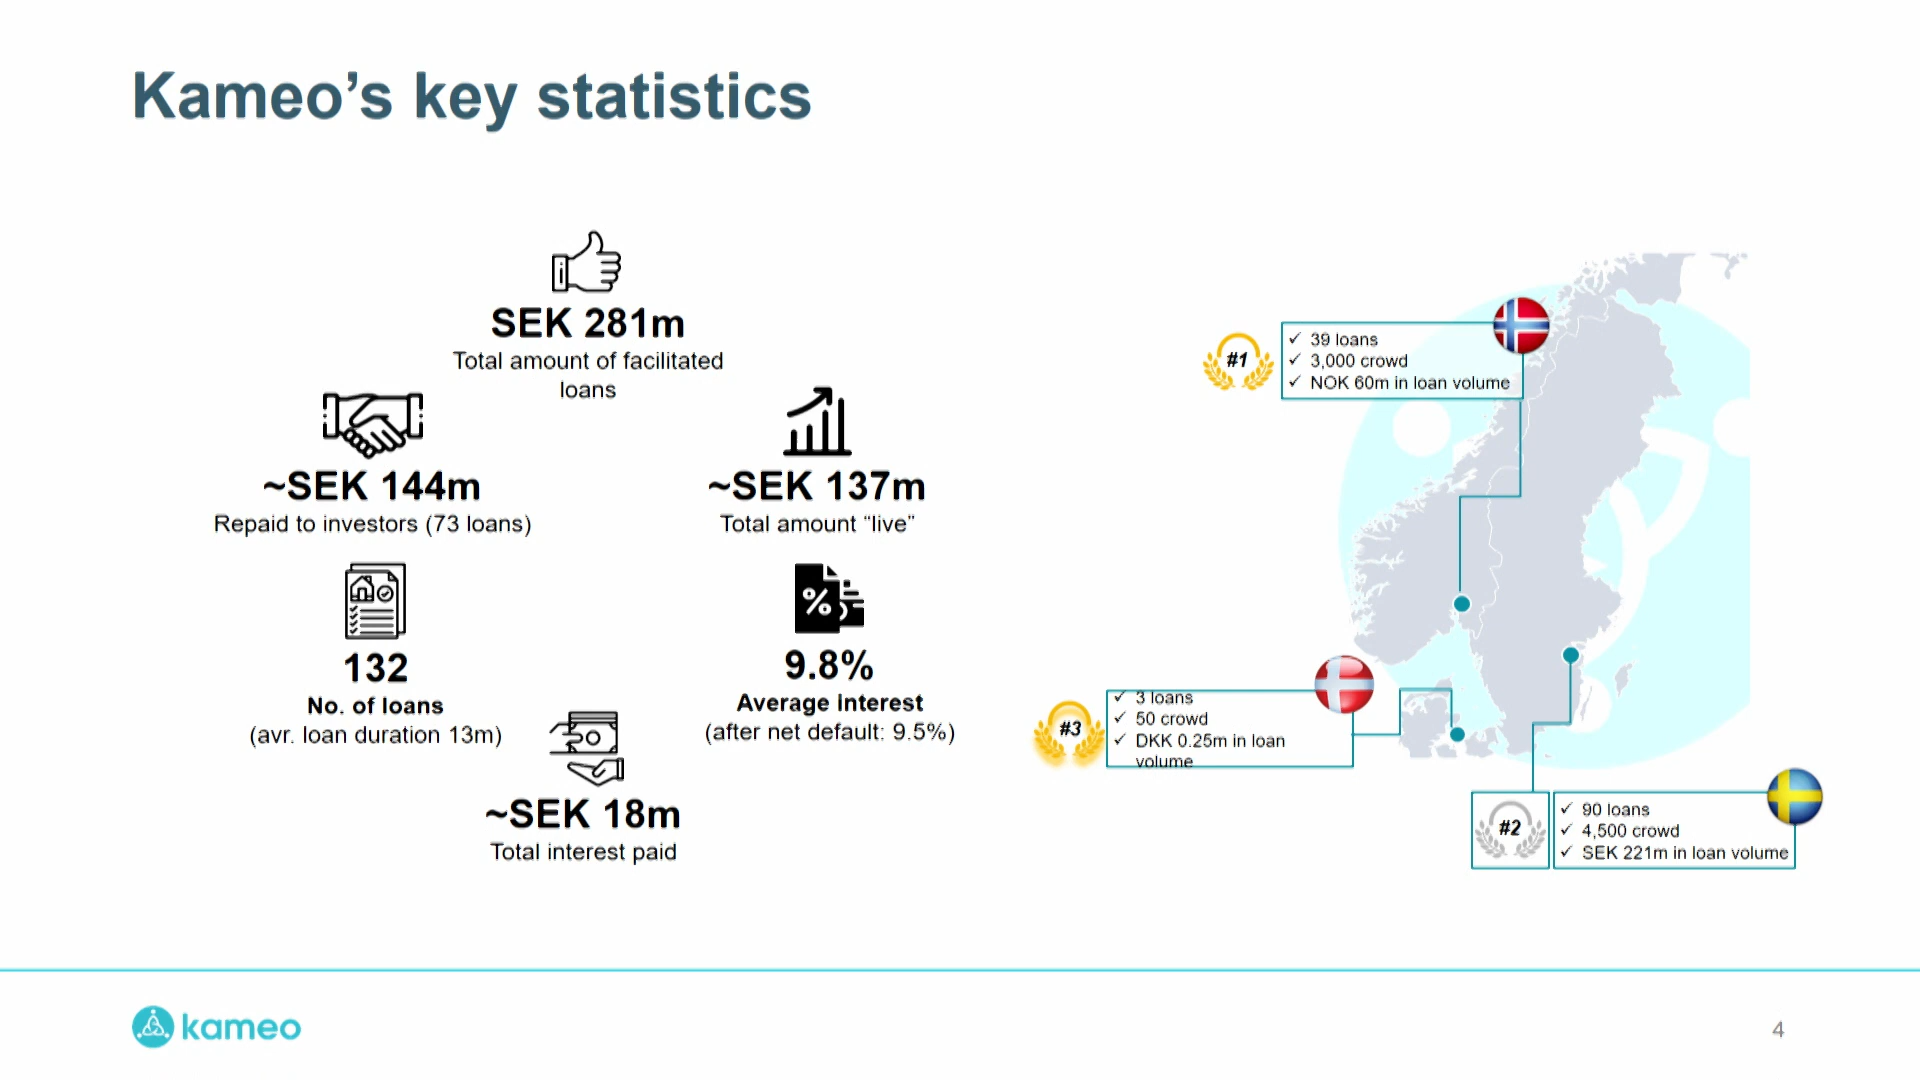 Kameo’s key statistics
SEK 281m
Total amount of facilitated
loans
~SEK 144m
Repaid to investors (73 loans)
~SEK 137m
Total amount “live”
%
132
No. of loans
(avr. loan duration 13m)
9.8%
Average interest
(after net default: 9.5%)
~SEK 18m
Total interest paid
#1
✓ 39 loans
✓ 3,000 crowd
✓ NOK 60m in loan volume
#3
✓ 3 loans
✓ 50 crowd
✓ DKK 0.25m in loan
volume
#2
✓ 90 loans
✓ 4,500 crowd
✓ SEK 221m in loan volume
kameo
4